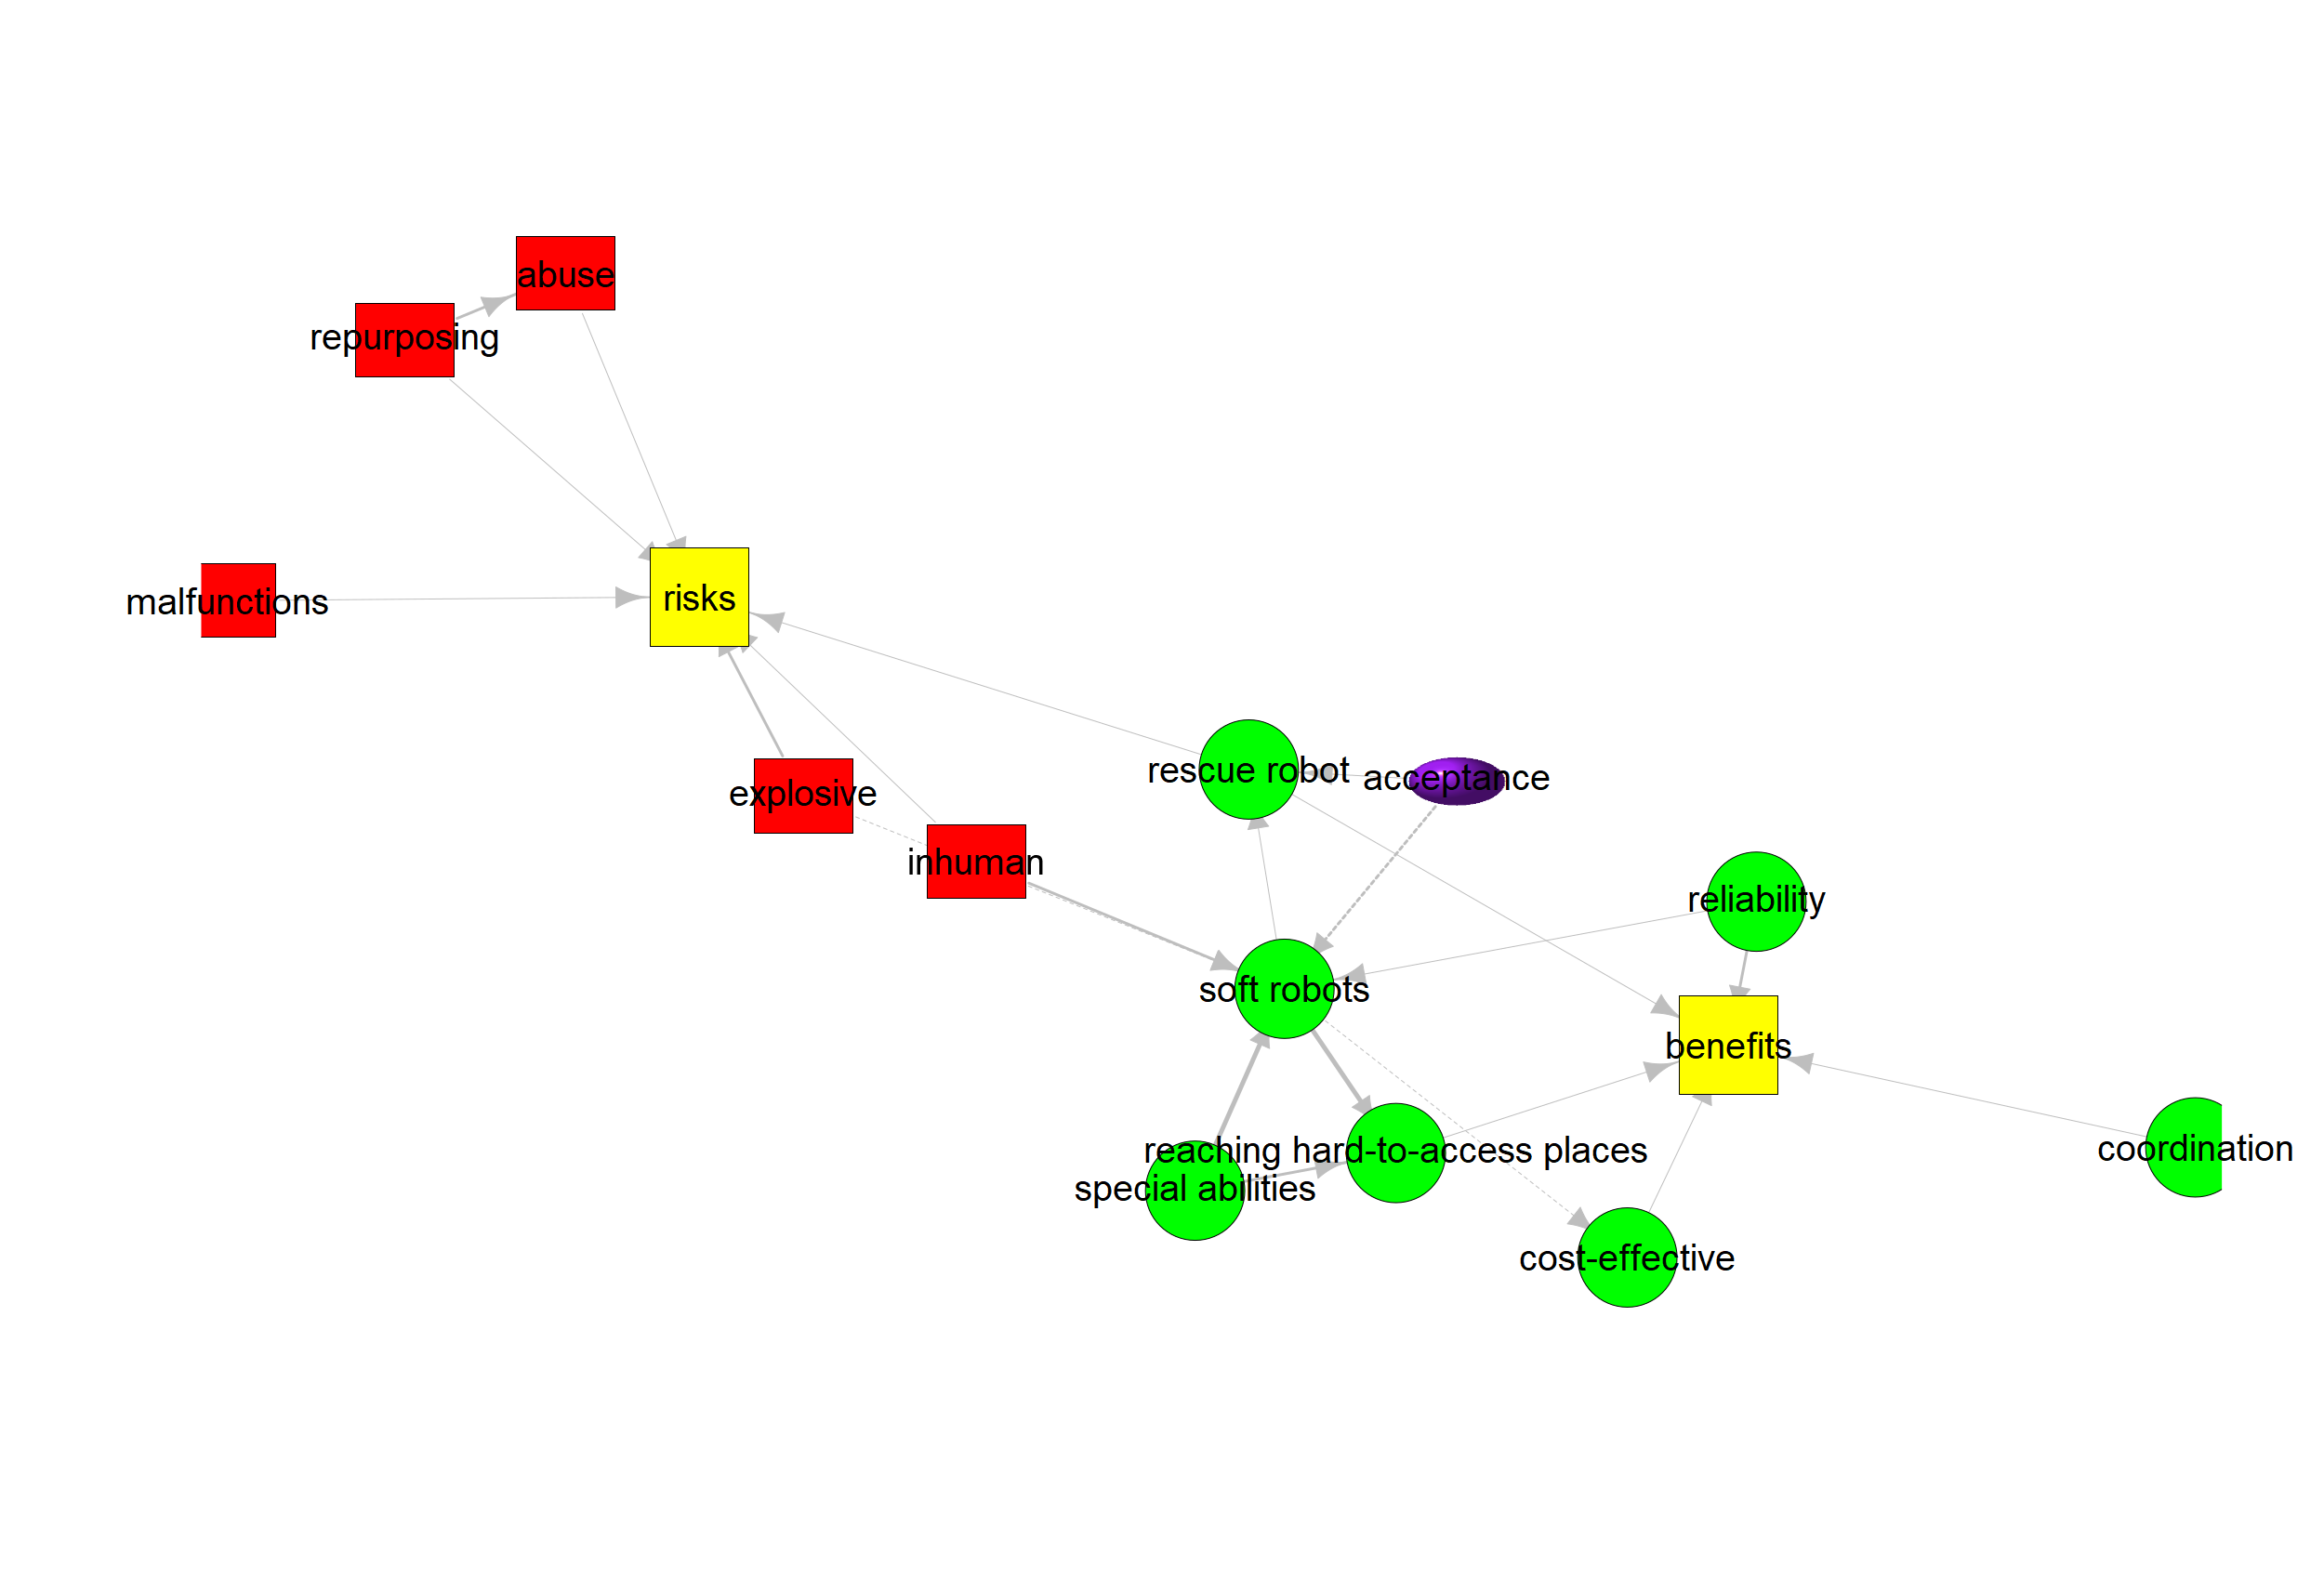 abuse
repurposing
risks
malfunctions
rescue robot
acceptance
explosive
inhuman
reliability
soft robots
benefits
reaching hard-to-access places
coordination
special abilities
cost-effective